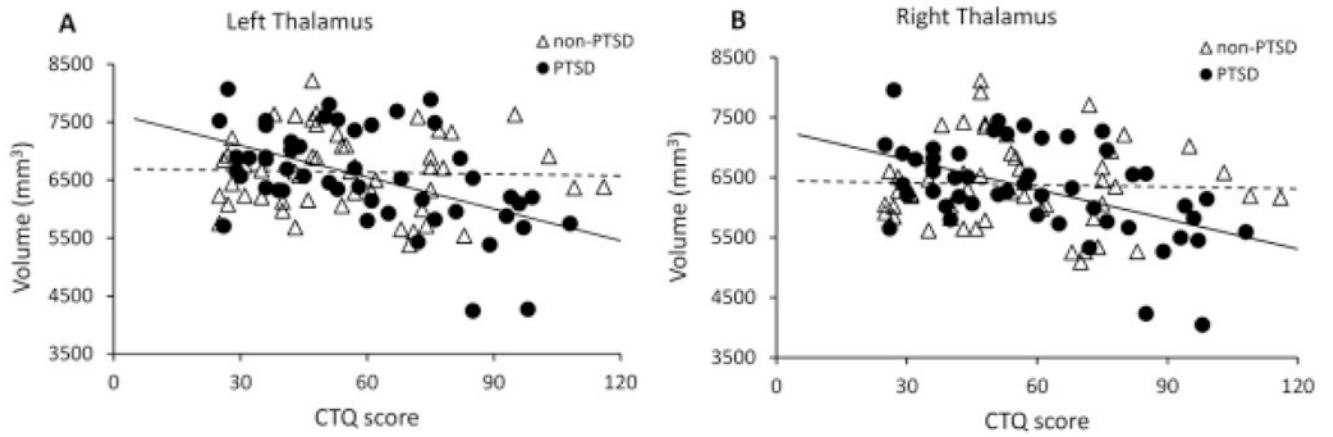 A
Left Thalamus
non-PTSD
PTSD
Volume (mm³)
8500
7500
6500
5500
4500
3500
0
30
60
90
120
CTQ score
B
Right Thalamus
non-PTSD
PTSD
Volume (mm³)
8500
7500
6500
5500
4500
3500
0
30
60
90
120
CTQ score